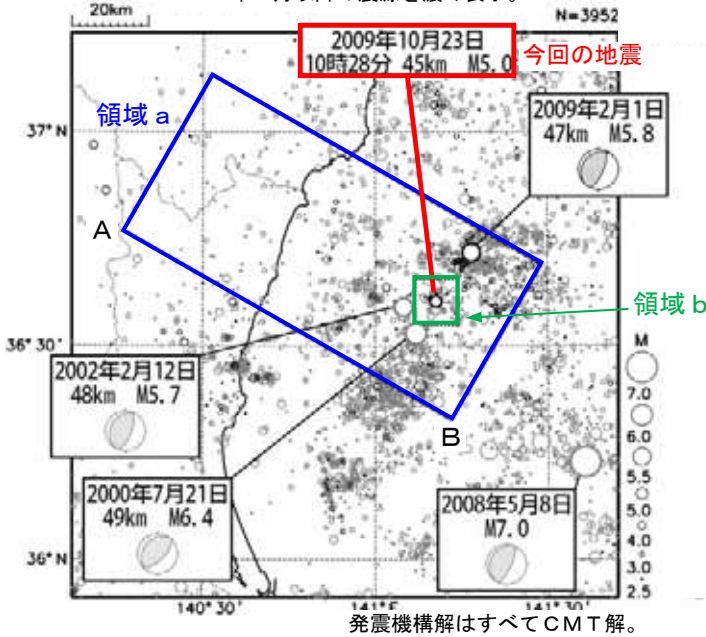 20km
N=3952
2009年10月23日
10時28分 45km M5.0
今回の地震
2009年2月1日
47km M5.8
37°N
領域a
A
領域b
36°30'
2002年2月12日
48km M5.7
B
M
7.0
6.0
5.5
5.0
4.0
3.0
2.5
2000年7月21日
49km M6.4
2008年5月8日
M7.0
36°N
140°30'
141°E
141°30'
発震機構解はすべてCMT解。